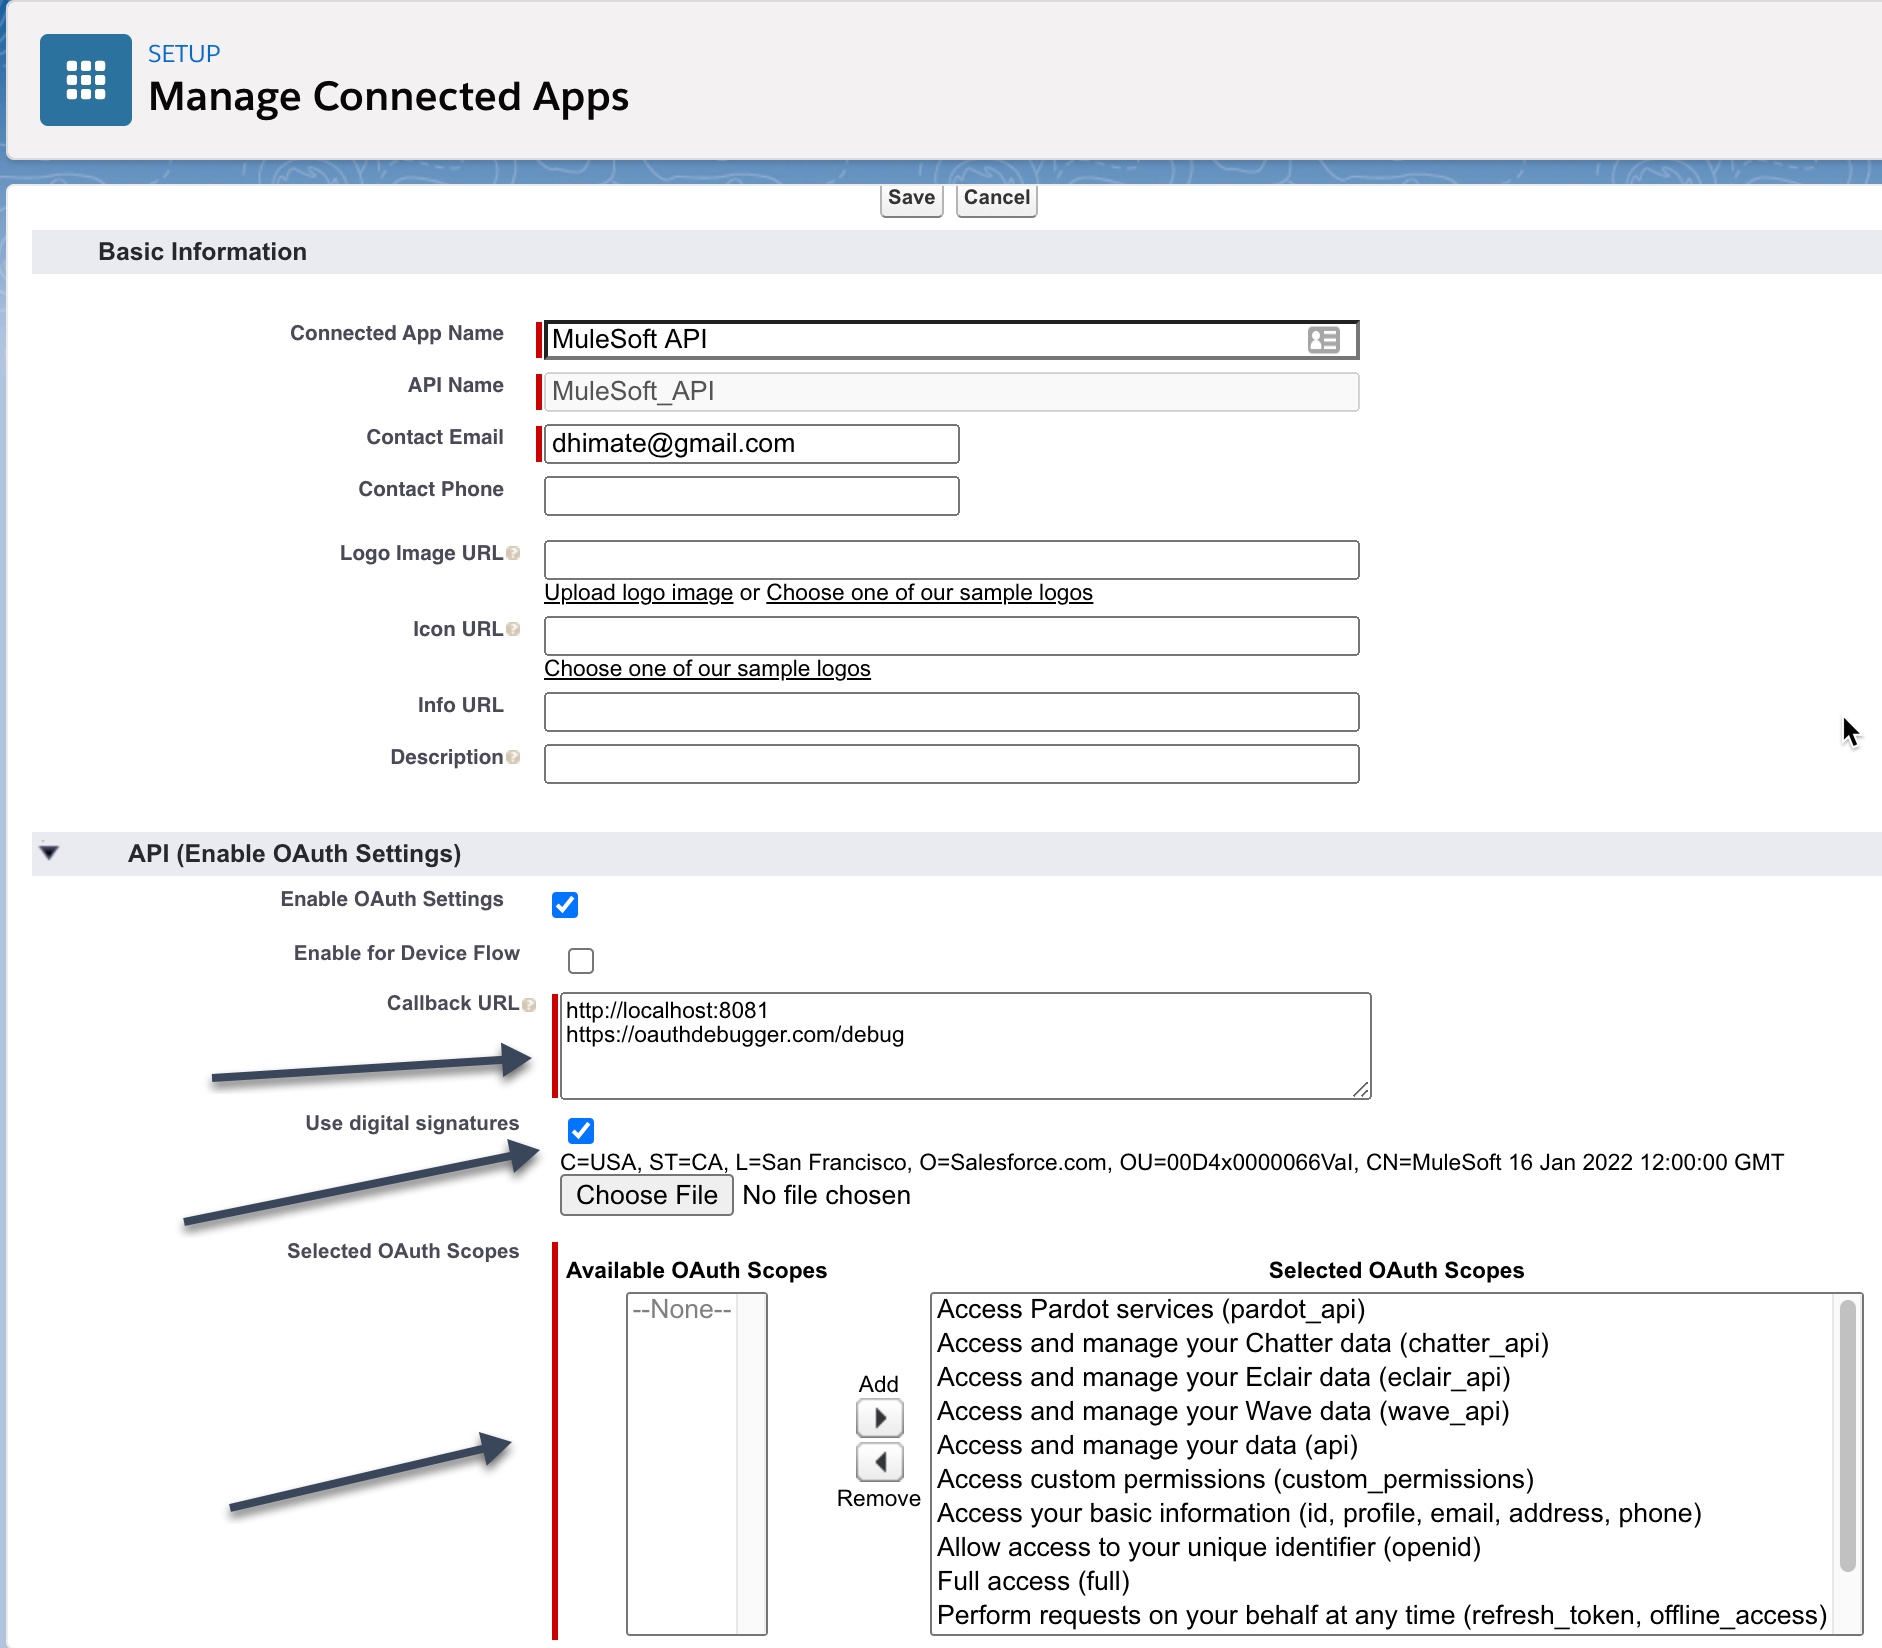 SETUP
Manage Connected Apps
Save Cancel
Basic Information
Connected App Name MuleSoft API
API Name MuleSoft_API
Contact Email dhimate@gmail.com
Contact Phone
Logo Image URL
Upload logo image or Choose one of our sample logos
Icon URL
Choose one of our sample logos
Info URL
Description
API (Enable OAuth Settings)
Enable OAuth Settings
Enable for Device Flow
Callback URL http://localhost:8081
https://oauthdebugger.com/debug
Use digital signatures
C=USA, ST=CA, L=San Francisco, O=Salesforce.com, OU=00D4x0000066VaI, CN=MuleSoft 16 Jan 2022 12:00:00 GMT
Choose File No file chosen
Selected OAuth Scopes
Available OAuth Scopes Selected OAuth Scopes
--None--
Add
Remove
Access Pardot services (pardot_api)
Access and manage your Chatter data (chatter_api)
Access and manage your Eclair data (eclair_api)
Access and manage your Wave data (wave_api)
Access and manage your data (api)
Access custom permissions (custom_permissions)
Access your basic information (id, profile, email, address, phone)
Allow access to your unique identifier (openid)
Full access (full)
Perform requests on your behalf at any time (refresh_token, offline_access)